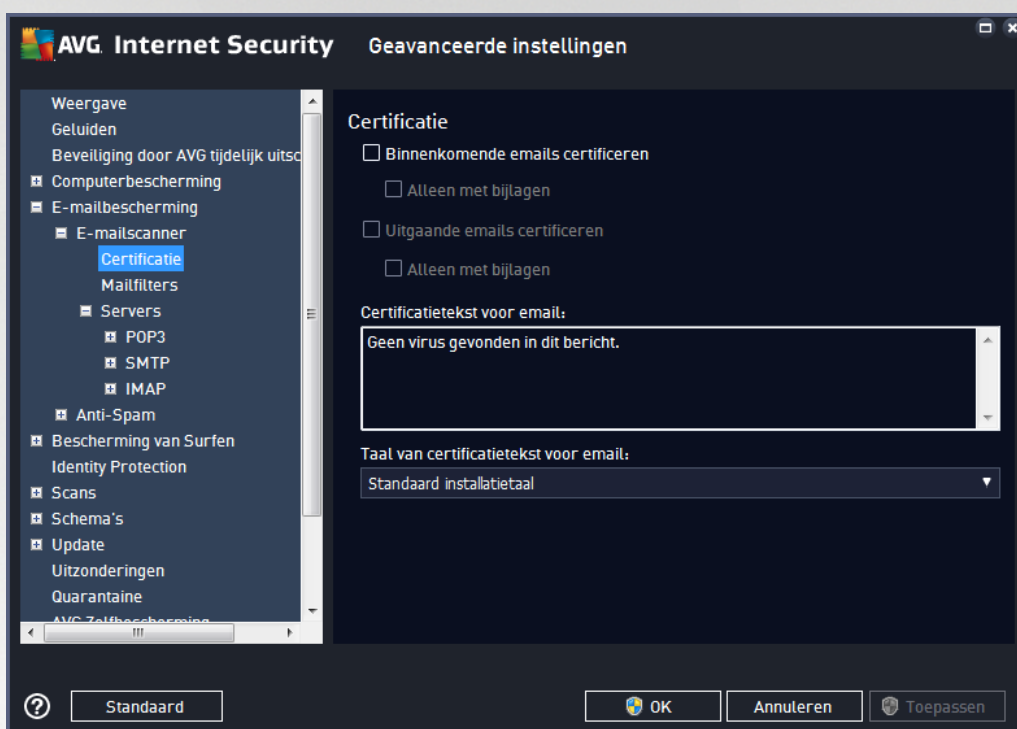 AVG. Internet Security Geavanceerde instellingen
Weergave
Geluiden
Beveiliging door AVG tijdelijk uitsc
Computerbescherming
E-mailbescherming
E-mailscanner
Certificatie
Mailfilters
Servers
POP3
SMTP
IMAP
Anti-Spam
Bescherming van Surfen
Identity Protection
Scans
Schema's
Update
Uitzonderingen
Quarantaine
AVG Zelfbescherming
Certificatie
Binnenkomende emails certificeren
Alleen met bijlagen
Uitgaande emails certificeren
Alleen met bijlagen
Certificatietekst voor email:
Geen virus gevonden in dit bericht.
Taal van certificatietekst voor email:
Standaard installatietaal
Standaard
OK
Annuleren
Toepassen